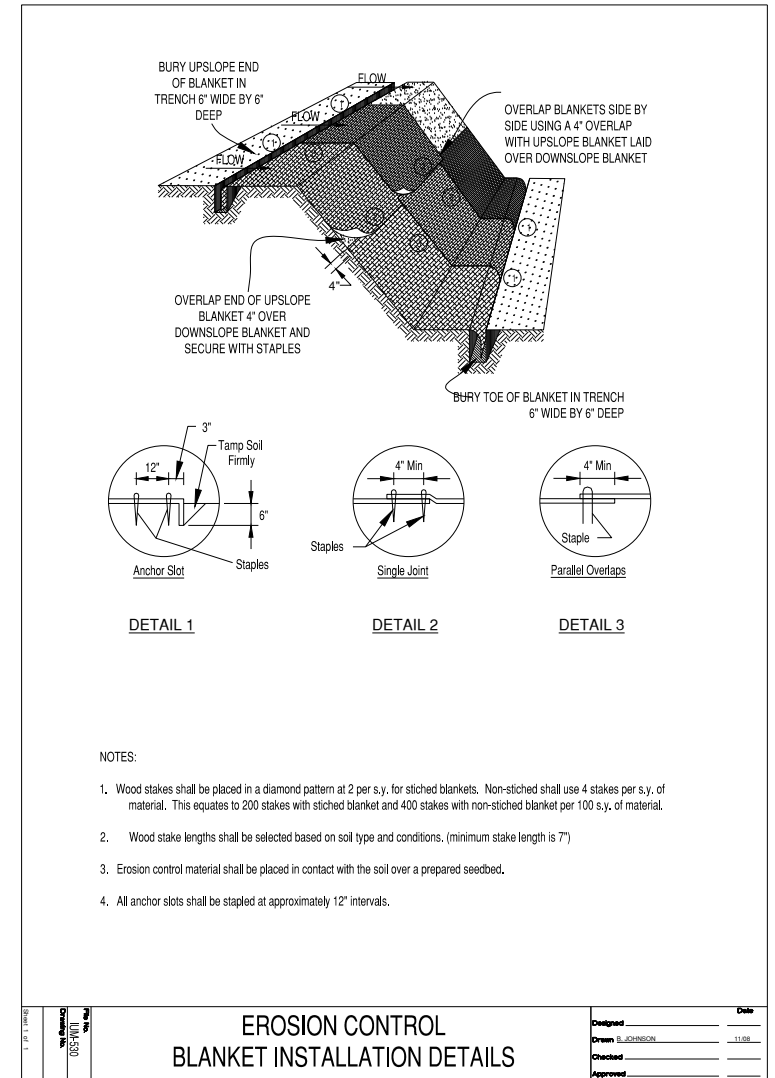 BURY UPSLOPE END
OF BLANKET IN
TRENCH 6" WIDE BY 6"
DEEP
FLOW
FLOW
FLOW
OVERLAP BLANKETS SIDE BY
SIDE USING A 4" OVERLAP
WITH UPSLOPE BLANKET LAID
OVER DOWNSLOPE BLANKET
4"
OVERLAP END OF UPSLOPE
BLANKET 4" OVER
DOWNSLOPE BLANKET AND
SECURE WITH STAPLES
BURY TOE OF BLANKET IN TRENCH
6" WIDE BY 6" DEEP
3"
12"
Tamp Soil
Firmly
6"
Staples
Anchor Slot
DETAIL 1
4" Min
Staples
Single Joint
DETAIL 2
4" Min
Staple
Parallel Overlaps
DETAIL 3
NOTES:
1. Wood stakes shall be placed in a diamond pattern at 2 per s.y. for stiched blankets. Non-stiched shall use 4 stakes per s.y. of
material. This equates to 200 stakes with stiched blanket and 400 stakes with non-stiched blanket per 100 s.y. of material.
2. Wood stake lengths shall be selected based on soil type and conditions. (minimum stake length is 7")
3. Erosion control material shall be placed in contact with the soil over a prepared seedbed.
4. All anchor slots shall be stapled at approximately 12" intervals.
File No.
IUM-530
Drawing No.
Sheet 1 of 1
EROSION CONTROL
BLANKET INSTALLATION DETAILS
Date
Designed
Drawn B. JOHNSON 11/08
Checked
Approved